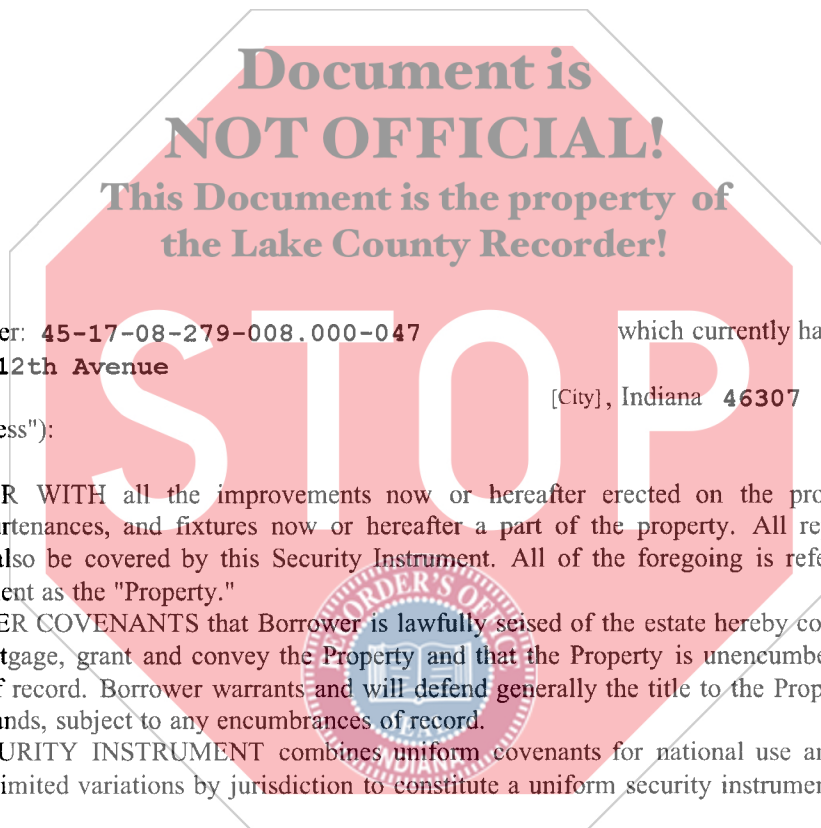 Document is
NOT OFFICIAL!
This Document is the property of
the Lake County Recorder!
STOP
er: 45-17-08-279-008.000-047 which currently ha
12th Avenue
[City], Indiana 46307
ess"):
R WITH all the improvements now or hereafter erected on the pro
rtenances, and fixtures now or hereafter a part of the property. All re
also be covered by this Security Instrument. All of the foregoing is refe
ent as the "Property."
ER COVENANTS that Borrower is lawfully seised of the estate hereby co
tgage, grant and convey the Property and that the Property is unencumbe
f record. Borrower warrants and will defend generally the title to the Prop
ands, subject to any encumbrances of record.
URITY INSTRUMENT combines uniform covenants for national use an
imited variations by jurisdiction to constitute a uniform security instrumen
RECORDER'S OFFICE
INDIANA